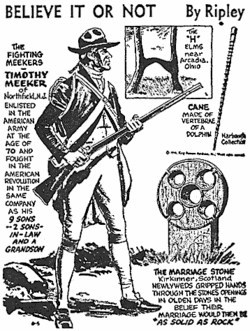 BELIEVE IT OR NOT By Ripley
THE
FIGHTING
MEEKERS
OF
TIMOTHY
MEEKER
of
Northfield, N.J.
ENLISTED
IN THE
AMERICAN
ARMY
AT THE
AGE OF
70 AND
FOUGHT
IN THE
AMERICAN
REVOLUTION
IN THE
SAME
COMPANY
AS HIS
9 SONS
-- 2 SONS-
IN-LAW
AND A
GRANDSON
8-5
THE
"H"
ELMS
near
Arcadia,
Ohio
CANE
MADE OF
VERTEBRAE
OF A
DOLPHIN
Collection
THE MARRIAGE STONE
Kirkinner, Scotland
NEWLYWEDS GRIPPED HANDS
THROUGH THE STONE'S OPENINGS
IN OLDEN DAYS IN THE
BELIEF THEIR
MARRIAGE WOULD THEN BE
"AS SOLID AS ROCK"